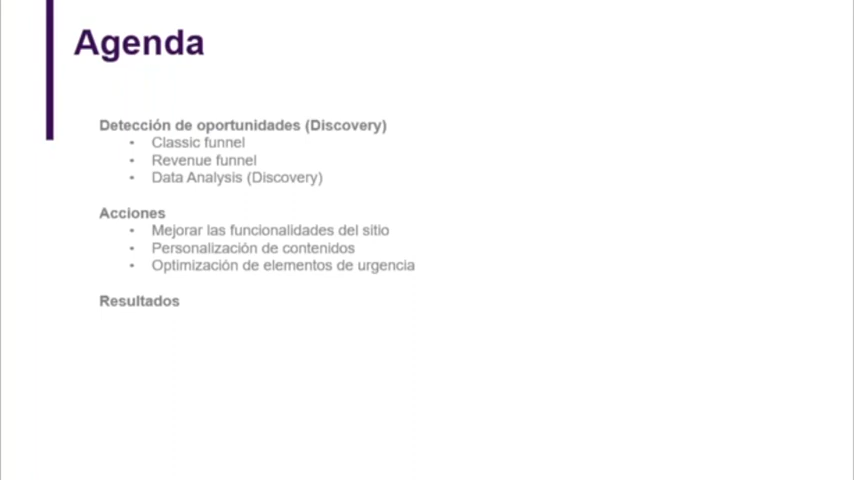 Agenda
Detección de oportunidades (Discovery)
• Classic funnel
• Revenue funnel
• Data Analysis (Discovery)
Acciones
• Mejorar las funcionalidades del sitio
• Personalización de contenidos
• Optimización de elementos de urgencia
Resultados